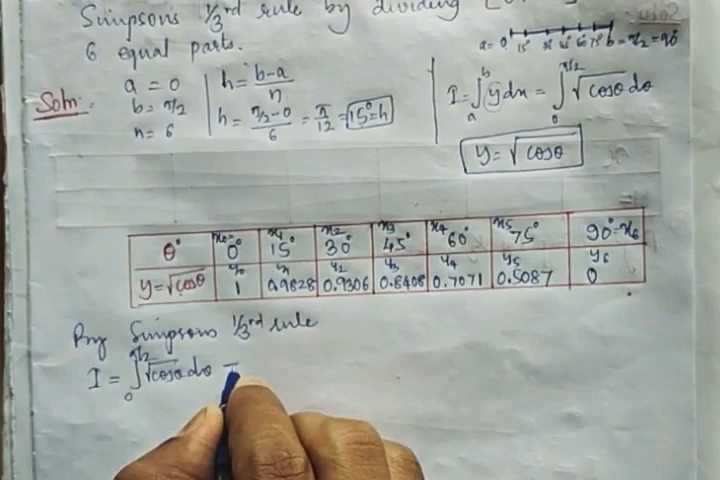 Simpson's 1/3rd rule by dividing [0
6 equal parts.
a= 0 15° 60° 75° b = π/2 = 90°
Soln:
a = 0
b = π/2
n = 6
h = b-a/n
h = π/2-0/6 = π/12 = 15° = h
I = ∫ₐᵇ y dx = ∫₀^π/2 √cosθ dθ
y = √cosθ
θ° x₀= 0° x₁ 15° x₂ 30° x₃ 45° x₄ 60° x₅ 75° 90° = x₆
y=√cosθ y₀ 1 y₁ 0.9828 y₂ 0.9306 y₃ 0.8408 y₄ 0.7071 y₅ 0.5087 y₆ 0
By Simpsons 1/3rd rule
I = ∫₀^π/2 √cosθ dθ =